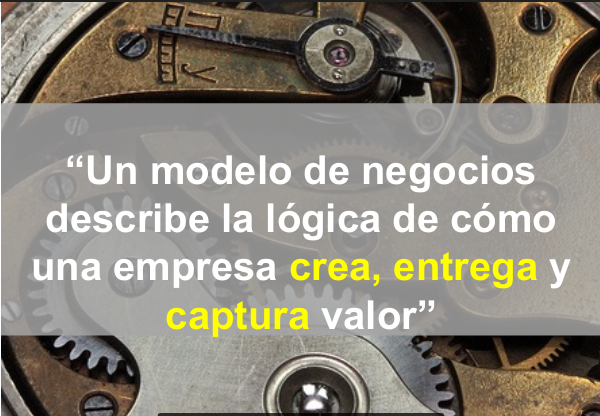 “Un modelo de negocios
describe la lógica de cómo
una empresa crea, entrega y
captura valor”